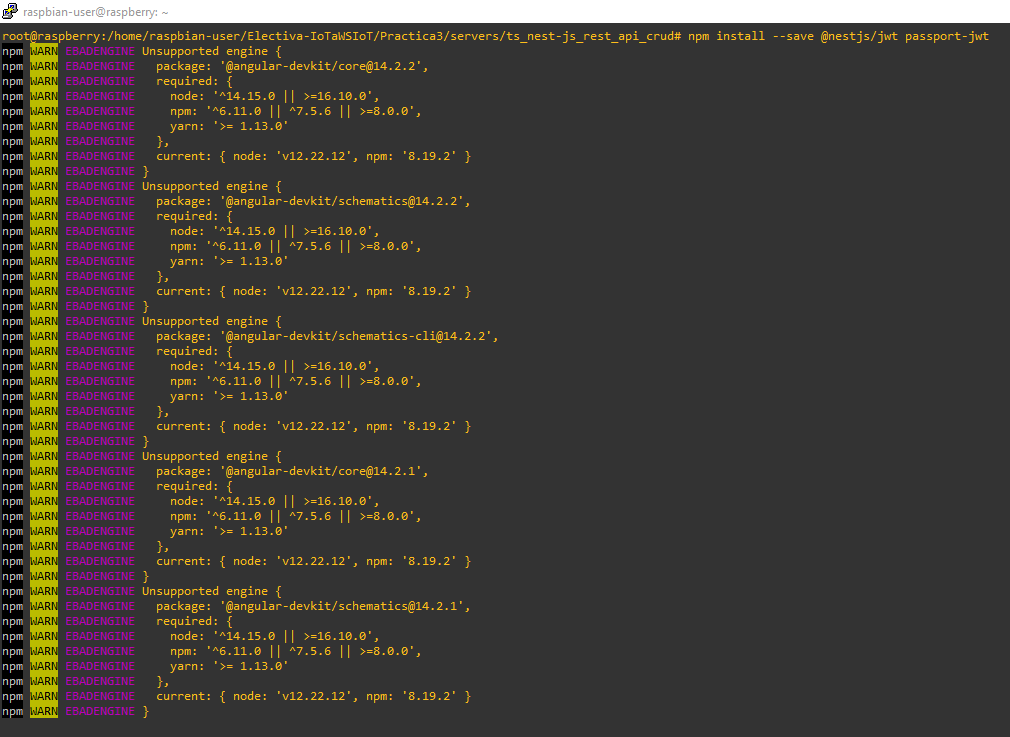 raspbian-user@raspberry: ~
root@raspberry:/home/raspbian-user/Electiva-IoTaWSIoT/Practica3/servers/ts_nest-js_rest_api_crud# npm install --save @nestjs/jwt passport-jwt
npm WARN EBADENGINE Unsupported engine {
npm WARN EBADENGINE   package: '@angular-devkit/core@14.2.2',
npm WARN EBADENGINE   required: {
npm WARN EBADENGINE     node: '^14.15.0 || >=16.10.0',
npm WARN EBADENGINE     npm: '^6.11.0 || ^7.5.6 || >=8.0.0',
npm WARN EBADENGINE     yarn: '>= 1.13.0'
npm WARN EBADENGINE   },
npm WARN EBADENGINE   current: { node: 'v12.22.12', npm: '8.19.2' }
npm WARN EBADENGINE }
npm WARN EBADENGINE Unsupported engine {
npm WARN EBADENGINE   package: '@angular-devkit/schematics@14.2.2',
npm WARN EBADENGINE   required: {
npm WARN EBADENGINE     node: '^14.15.0 || >=16.10.0',
npm WARN EBADENGINE     npm: '^6.11.0 || ^7.5.6 || >=8.0.0',
npm WARN EBADENGINE     yarn: '>= 1.13.0'
npm WARN EBADENGINE   },
npm WARN EBADENGINE   current: { node: 'v12.22.12', npm: '8.19.2' }
npm WARN EBADENGINE }
npm WARN EBADENGINE Unsupported engine {
npm WARN EBADENGINE   package: '@angular-devkit/schematics-cli@14.2.2',
npm WARN EBADENGINE   required: {
npm WARN EBADENGINE     node: '^14.15.0 || >=16.10.0',
npm WARN EBADENGINE     npm: '^6.11.0 || ^7.5.6 || >=8.0.0',
npm WARN EBADENGINE     yarn: '>= 1.13.0'
npm WARN EBADENGINE   },
npm WARN EBADENGINE   current: { node: 'v12.22.12', npm: '8.19.2' }
npm WARN EBADENGINE }
npm WARN EBADENGINE Unsupported engine {
npm WARN EBADENGINE   package: '@angular-devkit/core@14.2.1',
npm WARN EBADENGINE   required: {
npm WARN EBADENGINE     node: '^14.15.0 || >=16.10.0',
npm WARN EBADENGINE     npm: '^6.11.0 || ^7.5.6 || >=8.0.0',
npm WARN EBADENGINE     yarn: '>= 1.13.0'
npm WARN EBADENGINE   },
npm WARN EBADENGINE   current: { node: 'v12.22.12', npm: '8.19.2' }
npm WARN EBADENGINE }
npm WARN EBADENGINE Unsupported engine {
npm WARN EBADENGINE   package: '@angular-devkit/schematics@14.2.1',
npm WARN EBADENGINE   required: {
npm WARN EBADENGINE     node: '^14.15.0 || >=16.10.0',
npm WARN EBADENGINE     npm: '^6.11.0 || ^7.5.6 || >=8.0.0',
npm WARN EBADENGINE     yarn: '>= 1.13.0'
npm WARN EBADENGINE   },
npm WARN EBADENGINE   current: { node: 'v12.22.12', npm: '8.19.2' }
npm WARN EBADENGINE }